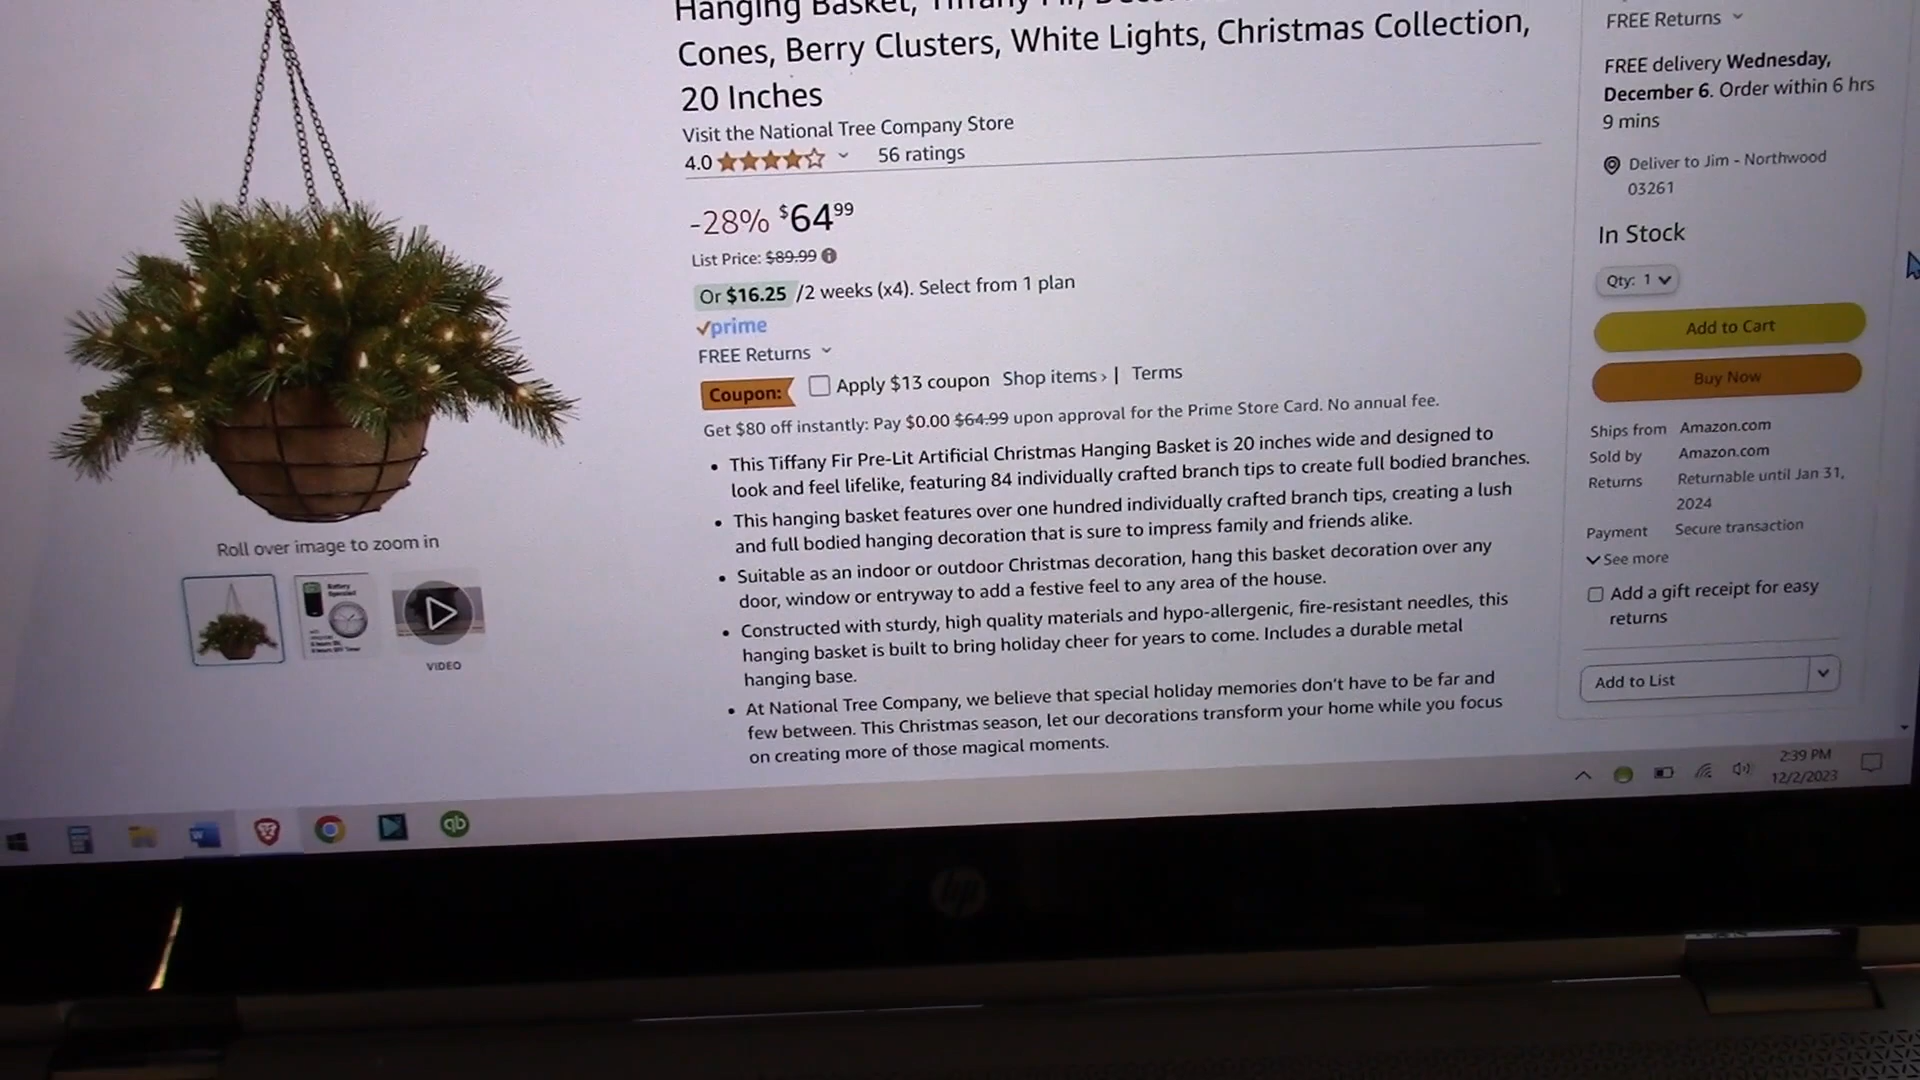 Hanging Basket, Tiffany Fir,
Cones, Berry Clusters, White Lights, Christmas Collection,
20 Inches
Visit the National Tree Company Store
4.0 56 ratings
-28% $64 99
List Price: $89.99
Or $16.25 /2 weeks (x4). Select from 1 plan
prime
FREE Returns
Coupon: Apply $13 coupon Shop items › | Terms
Get $80 off instantly: Pay $0.00 $64.99 upon approval for the Prime Store Card. No annual fee.
• This Tiffany Fir Pre-Lit Artificial Christmas Hanging Basket is 20 inches wide and designed to
look and feel lifelike, featuring 84 individually crafted branch tips to create full bodied branches.
• This hanging basket features over one hundred individually crafted branch tips, creating a lush
and full bodied hanging decoration that is sure to impress family and friends alike.
• Suitable as an indoor or outdoor Christmas decoration, hang this basket decoration over any
door, window or entryway to add a festive feel to any area of the house.
• Constructed with sturdy, high quality materials and hypo-allergenic, fire-resistant needles, this
hanging basket is built to bring holiday cheer for years to come. Includes a durable metal
hanging base.
• At National Tree Company, we believe that special holiday memories don't have to be far and
few between. This Christmas season, let our decorations transform your home while you focus
on creating more of those magical moments.
Roll over image to zoom in
Battery
Operated
VIDEO
FREE Returns
FREE delivery Wednesday,
December 6. Order within 6 hrs
9 mins
Deliver to Jim - Northwood
03261
In Stock
Qty: 1
Add to Cart
Buy Now
Ships from Amazon.com
Sold by Amazon.com
Returns Returnable until Jan 31,
2024
Payment Secure transaction
See more
Add a gift receipt for easy
returns
Add to List
2:39 PM
12/2/2023
W
qb
hp